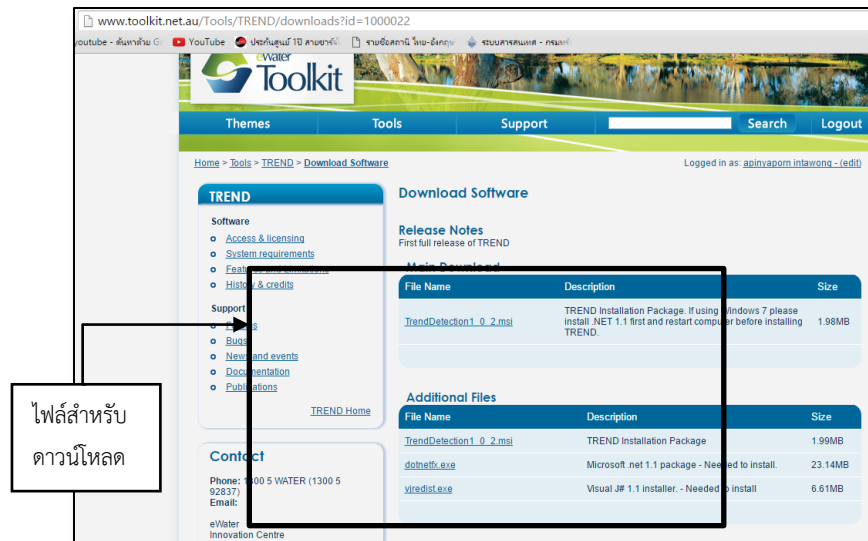 www.toolkit.net.au/Tools/TREND/downloads?id=1000022
YouTube
eWater
Toolkit
Themes Tools Support Search Logout
Home > Tools > TREND > Download Software
Logged in as: apinyaporn intawong - (edit)
TREND
Software
Access & licensing
System requirements
History & credits
Support
Bugs
News and events
Documentation
Publications
TREND Home
Contact
Phone: 1300 5 WATER (1300 5
92837)
Email:
eWater
Innovation Centre
Download Software
Release Notes
First full release of TREND
Main Download
File Name Description Size
TrendDetection1_0_2.msi
TREND Installation Package. If using Windows 7 please
install .NET 1.1 first and restart computer before installing
TREND.
1.98MB
Additional Files
File Name Description Size
TrendDetection1_0_2.msi TREND Installation Package 1.99MB
dotnetfx.exe Microsoft .net 1.1 package - Needed to install. 23.14MB
vjredist.exe Visual J# 1.1 installer. - Needed to install 6.61MB
ไฟล์สำหรับ
ดาวน์โหลด